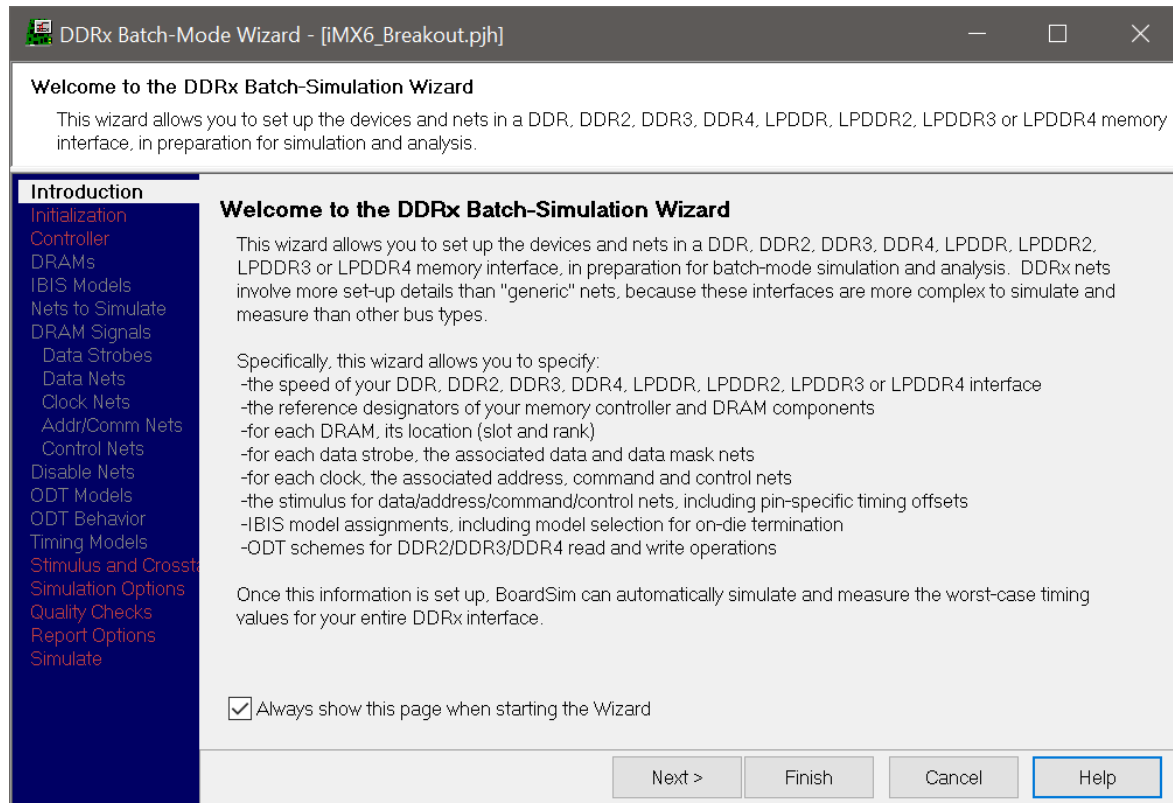 DDRx Batch-Mode Wizard - [iMX6_Breakout.pjh]
Welcome to the DDRx Batch-Simulation Wizard
This wizard allows you to set up the devices and nets in a DDR, DDR2, DDR3, DDR4, LPDDR, LPDDR2, LPDDR3 or LPDDR4 memory
interface, in preparation for simulation and analysis.
Introduction
Initialization
Controller
DRAMs
IBIS Models
Nets to Simulate
DRAM Signals
Data Strobes
Data Nets
Clock Nets
Addr/Comm Nets
Control Nets
Disable Nets
ODT Models
ODT Behavior
Timing Models
Stimulus and Crossta
Simulation Options
Quality Checks
Report Options
Simulate
Welcome to the DDRx Batch-Simulation Wizard
This wizard allows you to set up the devices and nets in a DDR, DDR2, DDR3, DDR4, LPDDR, LPDDR2,
LPDDR3 or LPDDR4 memory interface, in preparation for batch-mode simulation and analysis. DDRx nets
involve more set-up details than "generic" nets, because these interfaces are more complex to simulate and
measure than other bus types.
Specifically, this wizard allows you to specify:
-the speed of your DDR, DDR2, DDR3, DDR4, LPDDR, LPDDR2, LPDDR3 or LPDDR4 interface
-the reference designators of your memory controller and DRAM components
-for each DRAM, its location (slot and rank)
-for each data strobe, the associated data and data mask nets
-for each clock, the associated address, command and control nets
-the stimulus for data/address/command/control nets, including pin-specific timing offsets
-IBIS model assignments, including model selection for on-die termination
-ODT schemes for DDR2/DDR3/DDR4 read and write operations
Once this information is set up, BoardSim can automatically simulate and measure the worst-case timing
values for your entire DDRx interface.
Always show this page when starting the Wizard
Next >
Finish
Cancel
Help